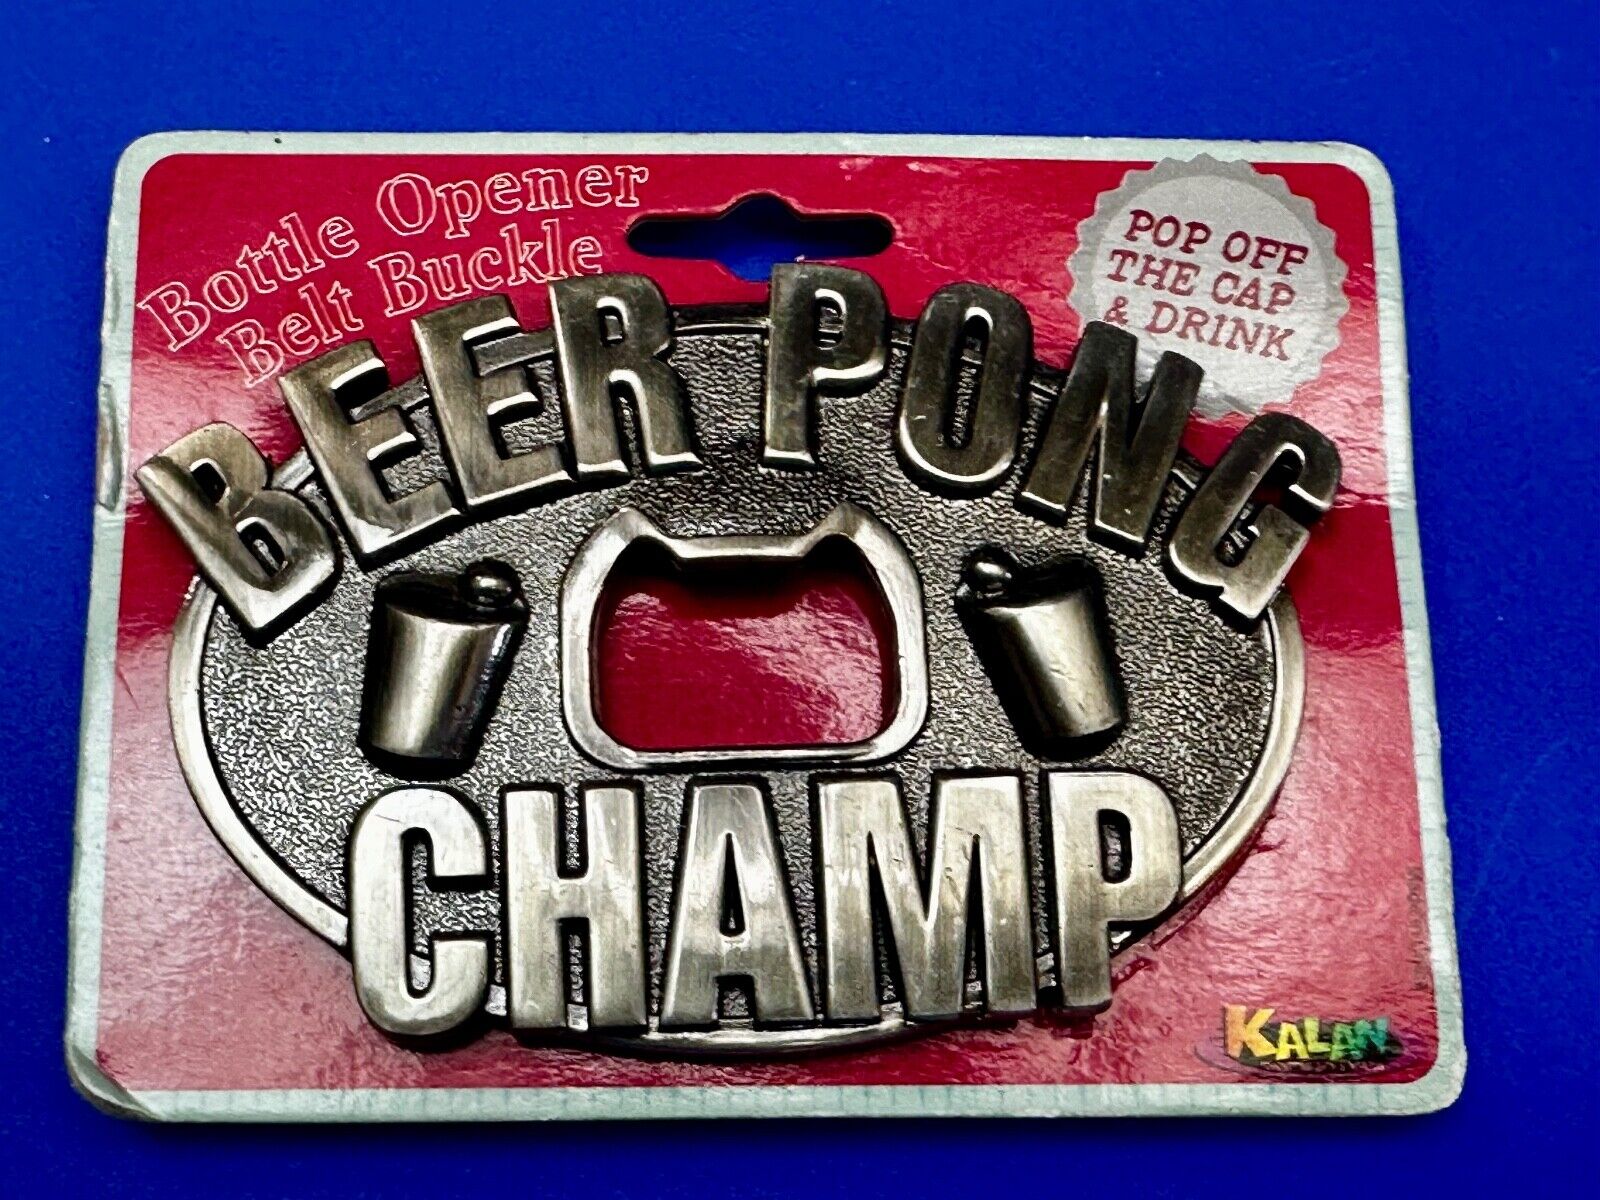 Bottle Opener
Belt Buckle
POP OFF
THE CAP
& DRINK
BEER PONG
CHAMP
KALAN